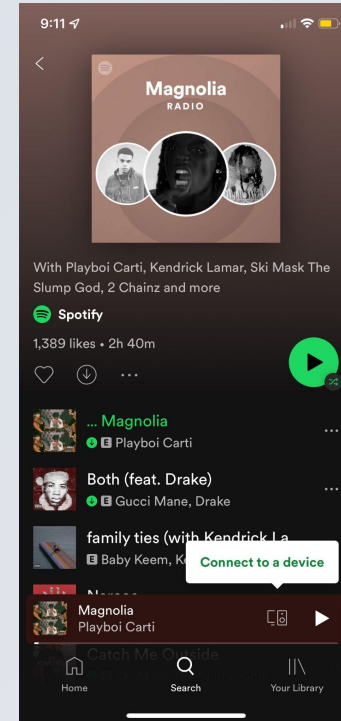 9:11
Magnolia
RADIO
With Playboi Carti, Kendrick Lamar, Ski Mask The
Slump God, 2 Chainz and more
Spotify
1,389 likes • 2h 40m
... Magnolia
E Playboi Carti
Both (feat. Drake)
E Gucci Mane, Drake
family ties (with Kendrick La
E Baby Keem, Ke
Connect to a device
Magnolia
Playboi Carti
Catch Me Outside
Home
Search
Your Library